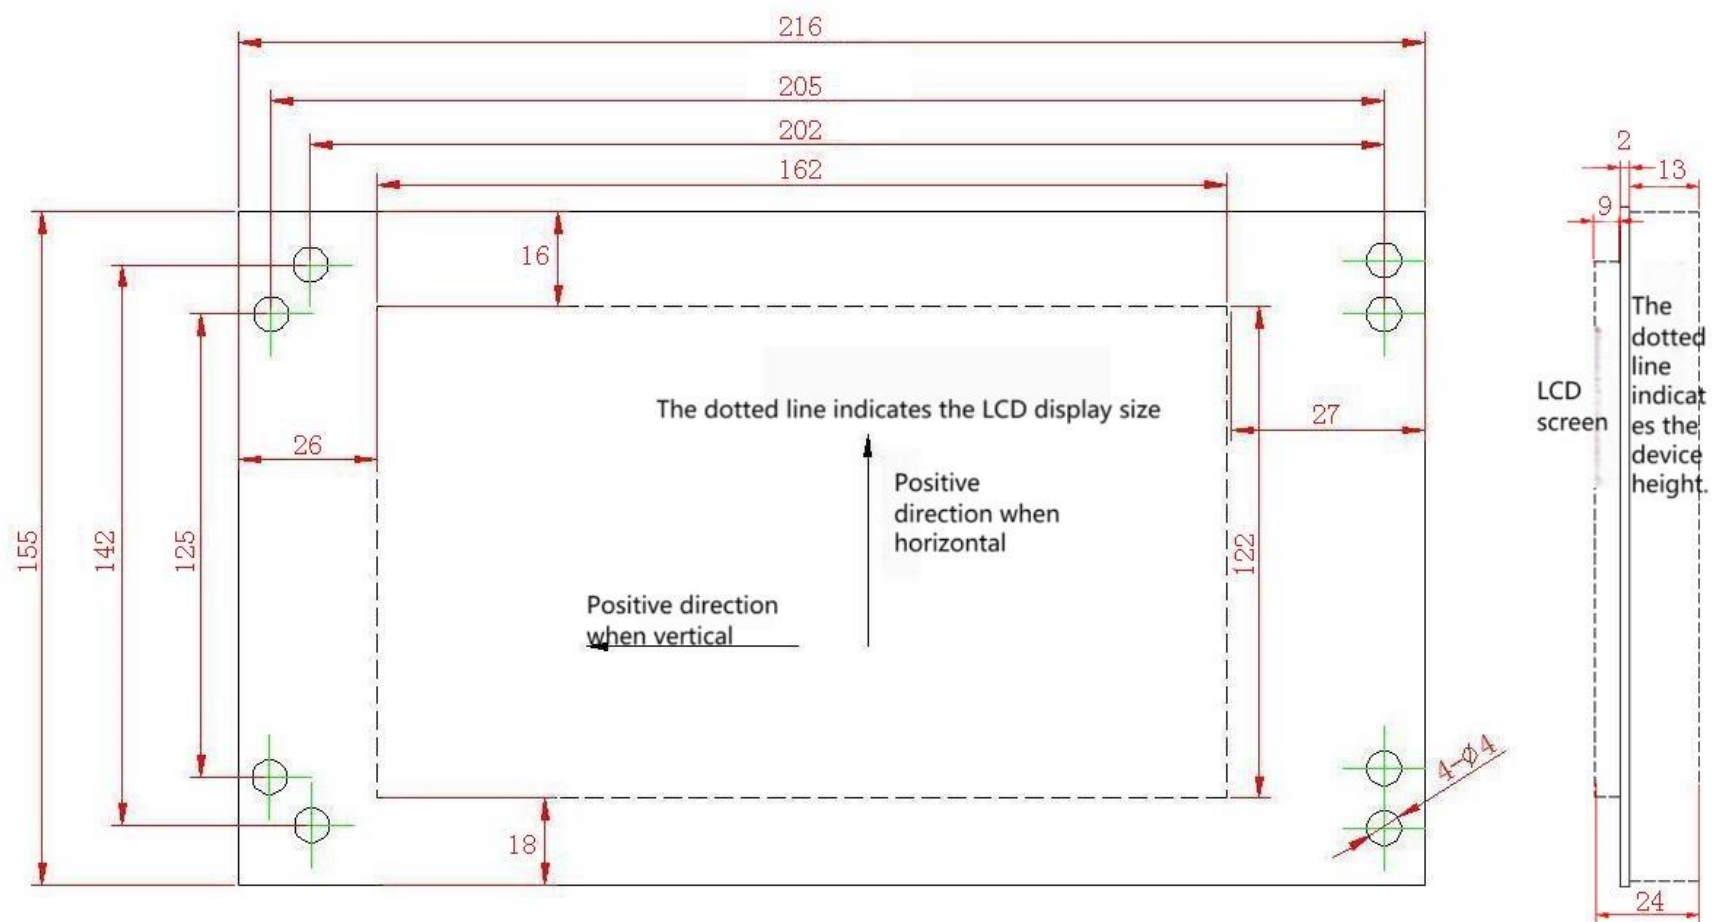 216
205
202
162
2
13
9
16
The
dotted
line
indicat
es the
device
height.
LCD
screen
The dotted line indicates the LCD display size
27
26
Positive
direction when
horizontal
155
142
125
122
Positive direction
when vertical
4-Ø4
18
24